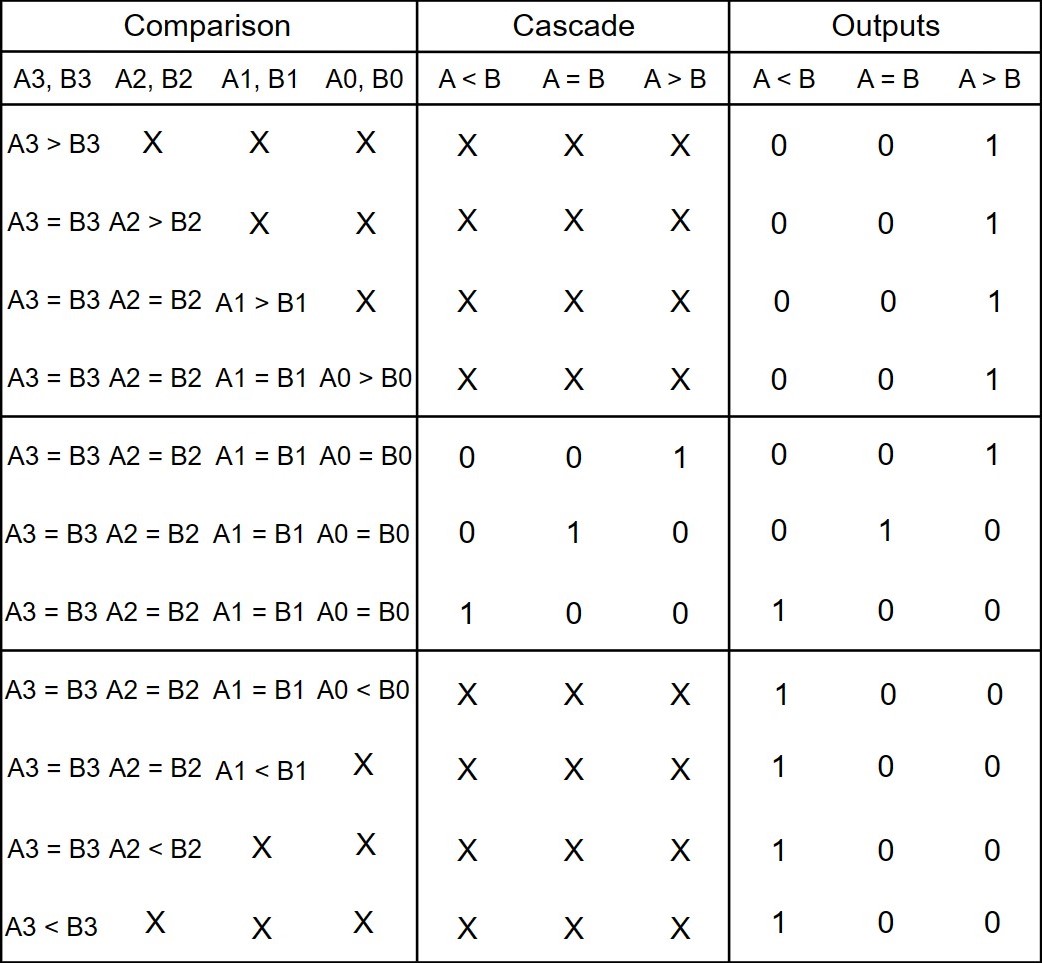 Comparison Cascade Outputs
A3, B3 A2, B2 A1, B1 A0, B0 A < B A = B A > B A < B A = B A > B
A3 > B3 X X X X X X 0 0 1
A3 = B3 A2 > B2 X X X X X 0 0 1
A3 = B3 A2 = B2 A1 > B1 X X X X 0 0 1
A3 = B3 A2 = B2 A1 = B1 A0 > B0 X X X 0 0 1
A3 = B3 A2 = B2 A1 = B1 A0 = B0 0 0 1 0 0 1
A3 = B3 A2 = B2 A1 = B1 A0 = B0 0 1 0 0 1 0
A3 = B3 A2 = B2 A1 = B1 A0 = B0 1 0 0 1 0 0
A3 = B3 A2 = B2 A1 = B1 A0 < B0 X X X 1 0 0
A3 = B3 A2 = B2 A1 < B1 X X X X 1 0 0
A3 = B3 A2 < B2 X X X X X 1 0 0
A3 < B3 X X X X X X 1 0 0